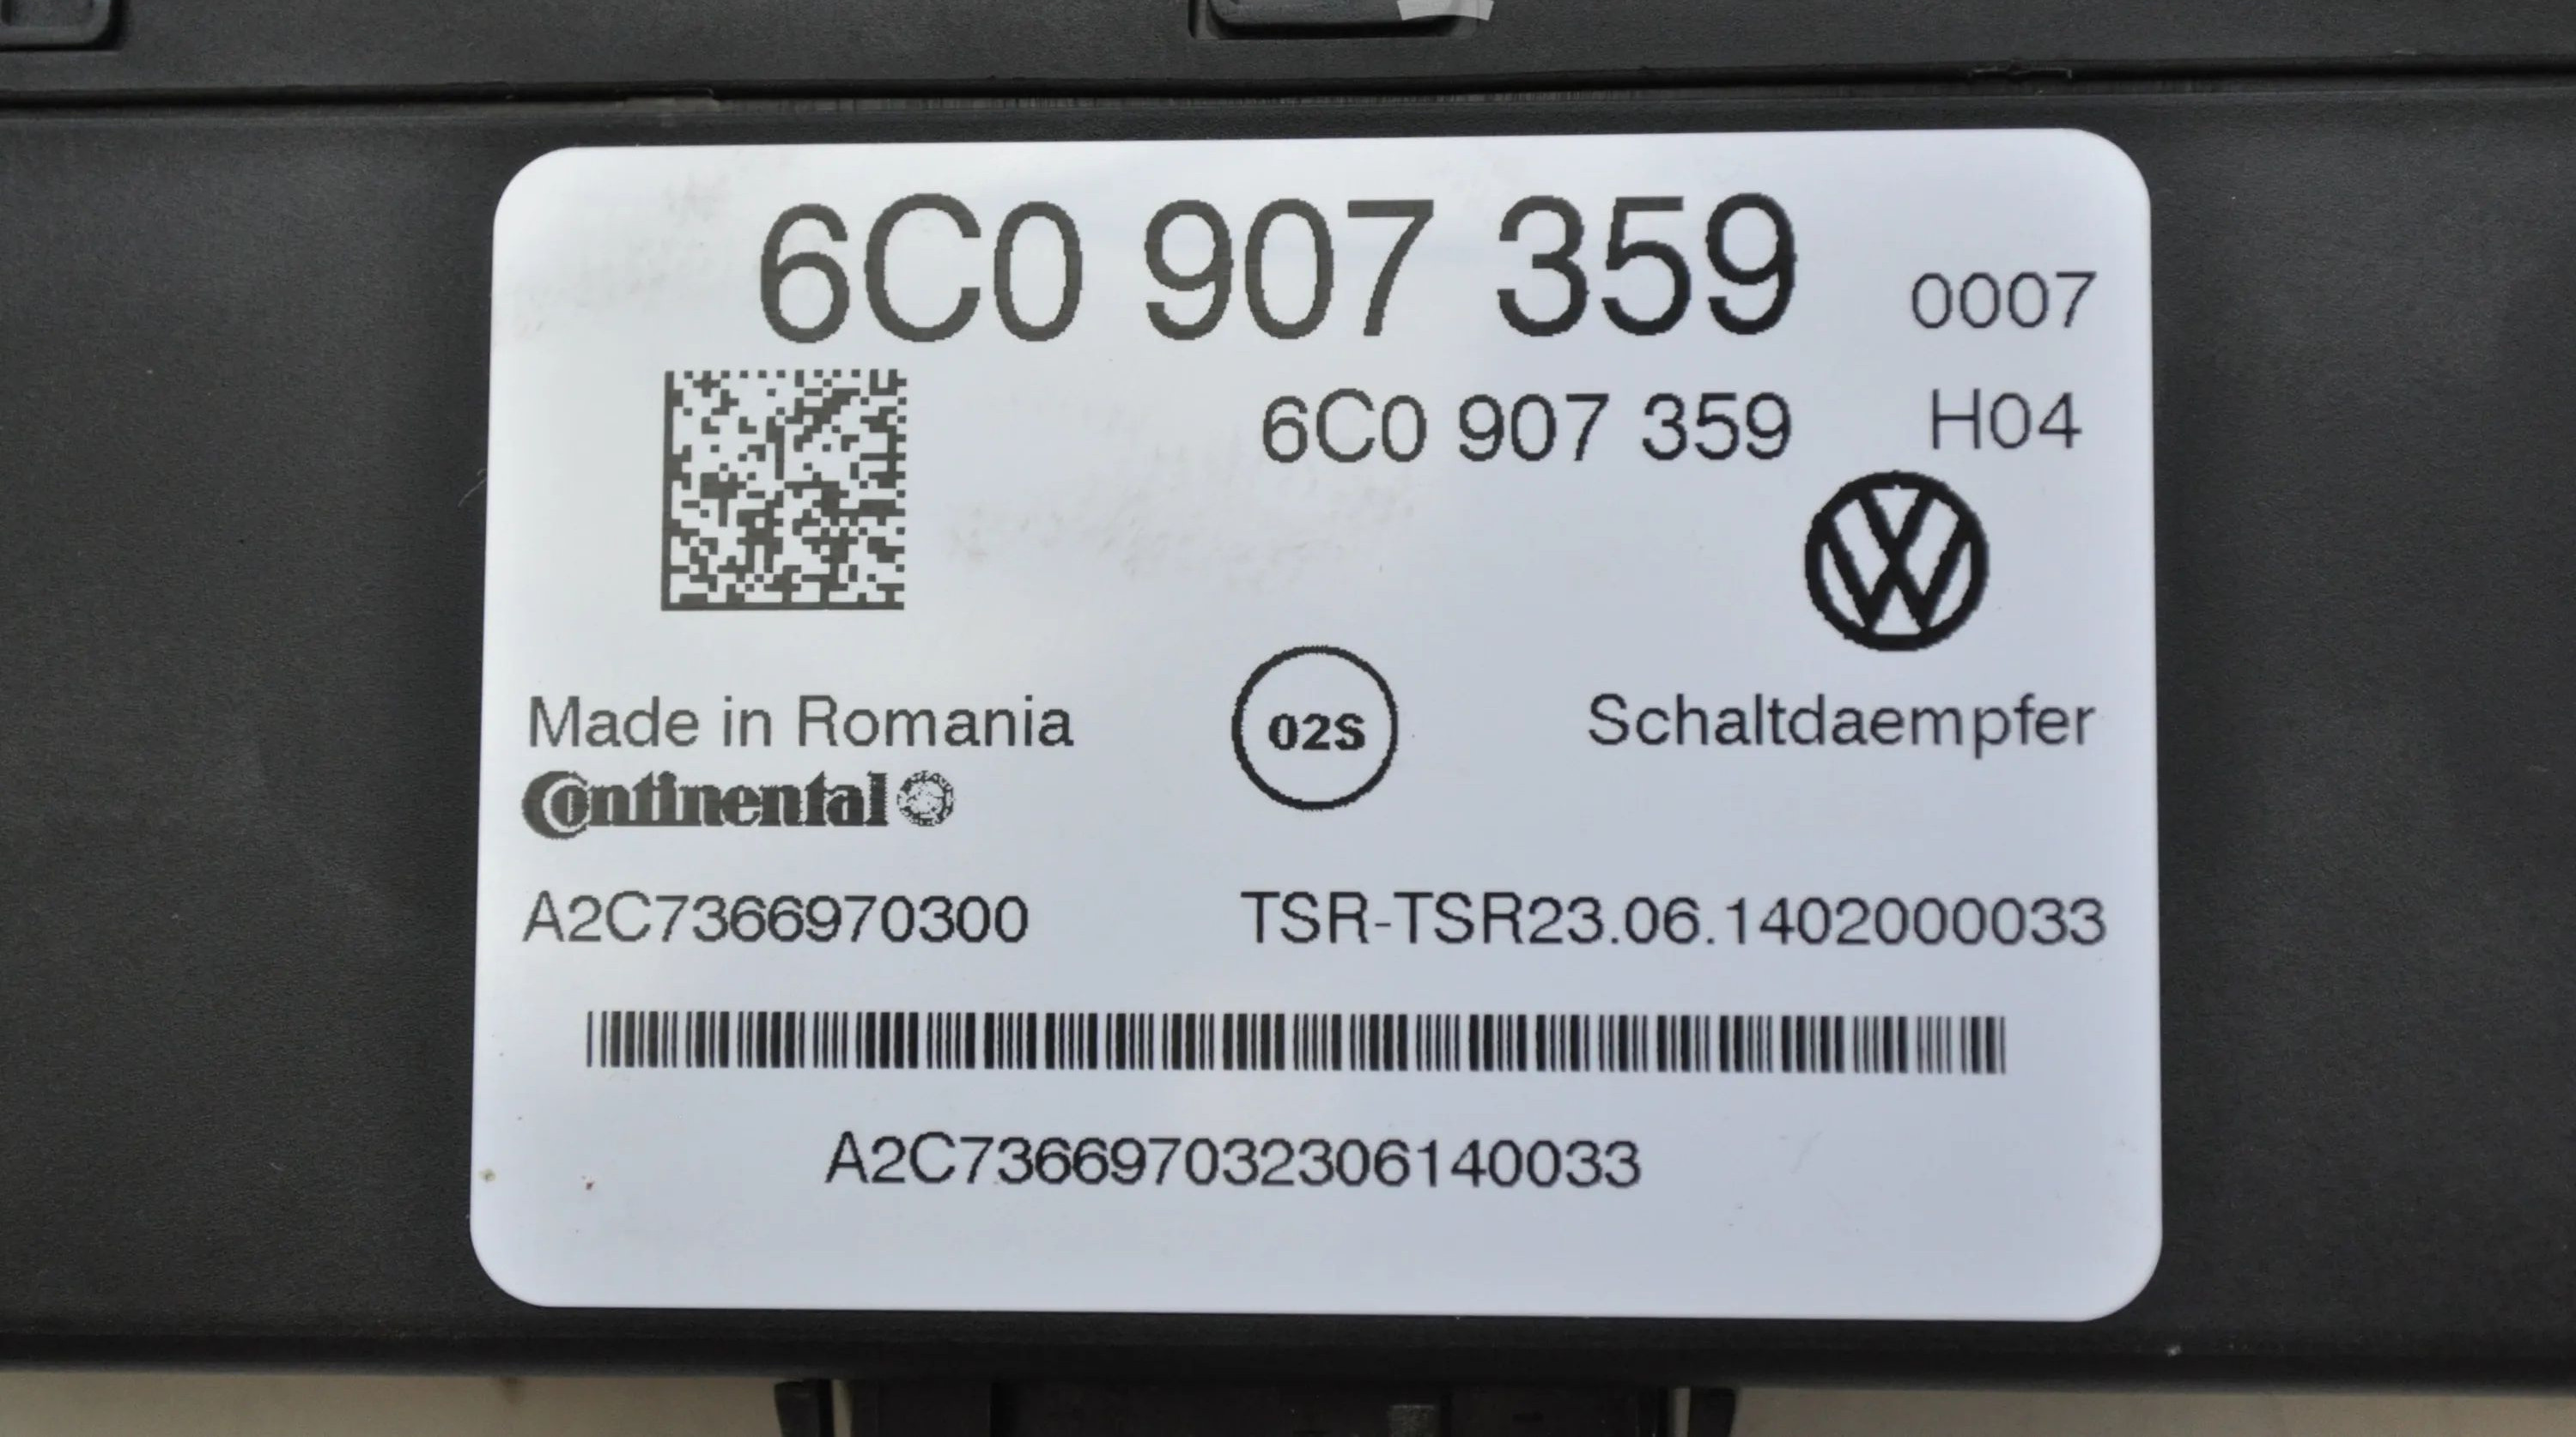 6C0 907 359 0007
6C0 907 359 H04
Made in Romania 02S Schaltdaempfer
Continental
A2C7366970300 TSR-TSR23.06.1402000033
A2C736697032306140033